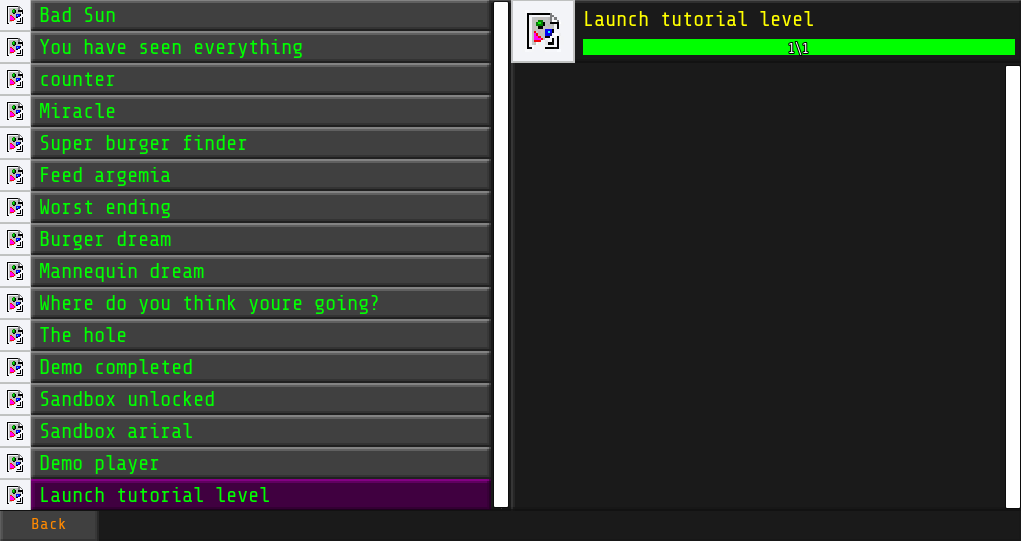 Bad Sun
You have seen everything
counter
Miracle
Super burger finder
Feed argemia
Worst ending
Burger dream
Mannequin dream
Where do you think youre going?
The hole
Demo completed
Sandbox unlocked
Sandbox ariral
Demo player
Launch tutorial level
Back
Launch tutorial level
1\1